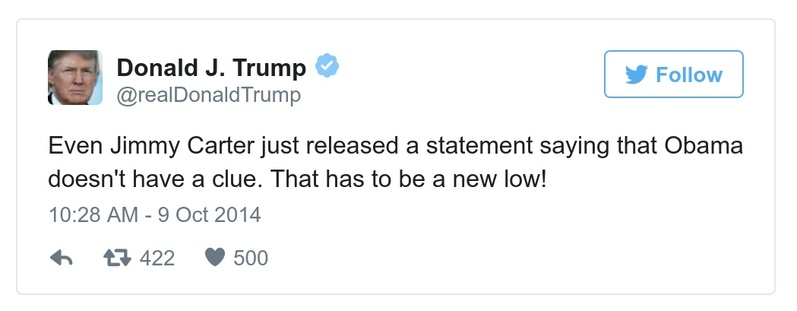 Donald J. Trump
@realDonaldTrump
Follow
Even Jimmy Carter just released a statement saying that Obama
doesn't have a clue. That has to be a new low!
10:28 AM - 9 Oct 2014
422 500